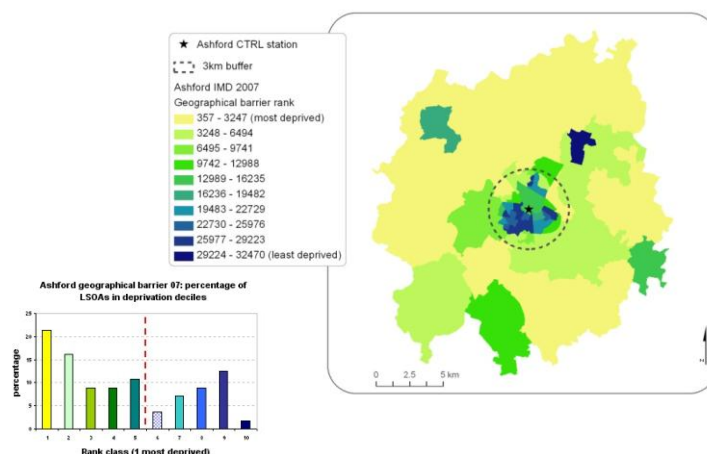 Ashford CTRL station
3km buffer
Ashford IMD 2007
Geographical barrier rank
357 - 3247 (most deprived)
3248 - 6494
6495 - 9741
9742 - 12988
12989 - 16235
16236 - 19482
19483 - 22729
22730 - 25976
25977 - 29223
29224 - 32470 (least deprived)
0 2.5 5 km
Ashford geographical barrier 07: percentage of
LSOAs in deprivation deciles
percentage
25
20
15
10
5
0
1 2 3 4 5 6 7 8 9 10
Rank class (1 most deprived)